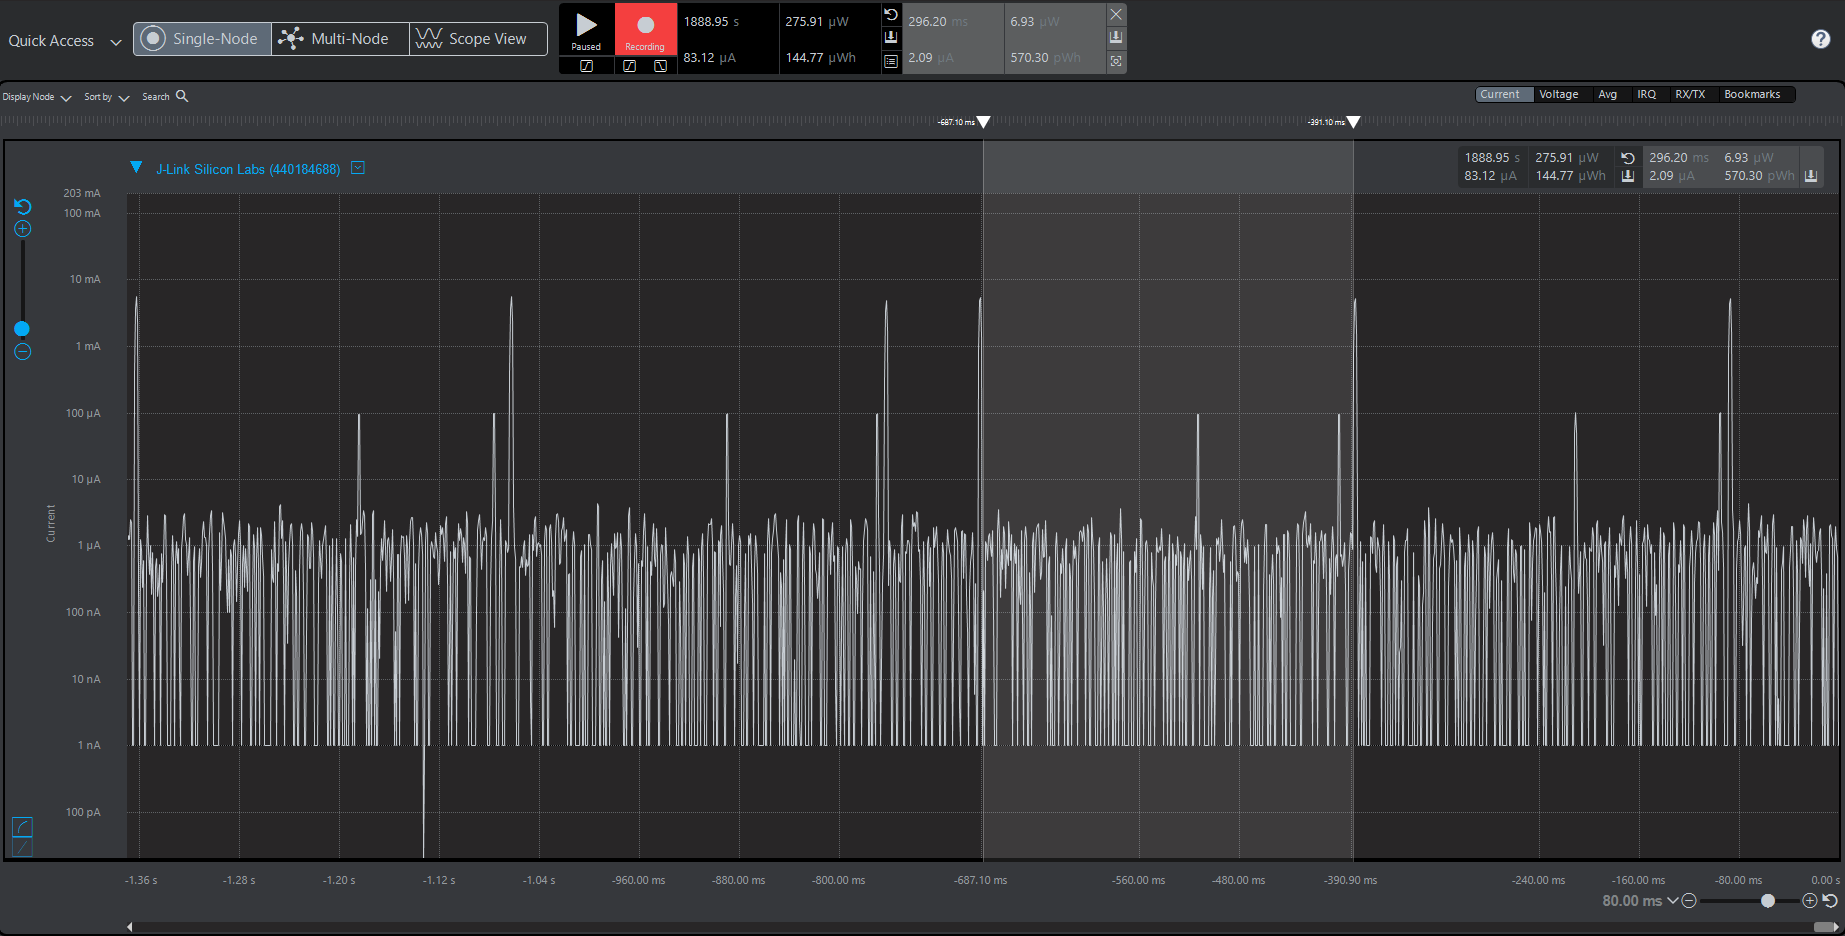 Quick Access
Single-Node
Multi-Node
Scope View
Paused
Recording
1888.95 s
275.91 µW
83.12 µA
144.77 µWh
296.20 ms
6.93 µW
2.09 µA
570.30 pWh
?
Display Node
Sort by
Search
Current
Voltage
Avg
IRQ
RX/TX
Bookmarks
-687.10 ms
-391.10 ms
J-Link Silicon Labs (440184688)
1888.95 s 275.91 µW 296.20 ms 6.93 µW
83.12 µA 144.77 µWh 2.09 µA 570.30 pWh
203 mA
100 mA
10 mA
1 mA
100 µA
10 µA
Current
1 µA
100 nA
10 nA
1 nA
100 pA
-1.36 s
-1.28 s
-1.20 s
-1.12 s
-1.04 s
-960.00 ms
-880.00 ms
-800.00 ms
-687.10 ms
-560.00 ms
-480.00 ms
-390.90 ms
-240.00 ms
-160.00 ms
-80.00 ms
0.00 s
80.00 ms